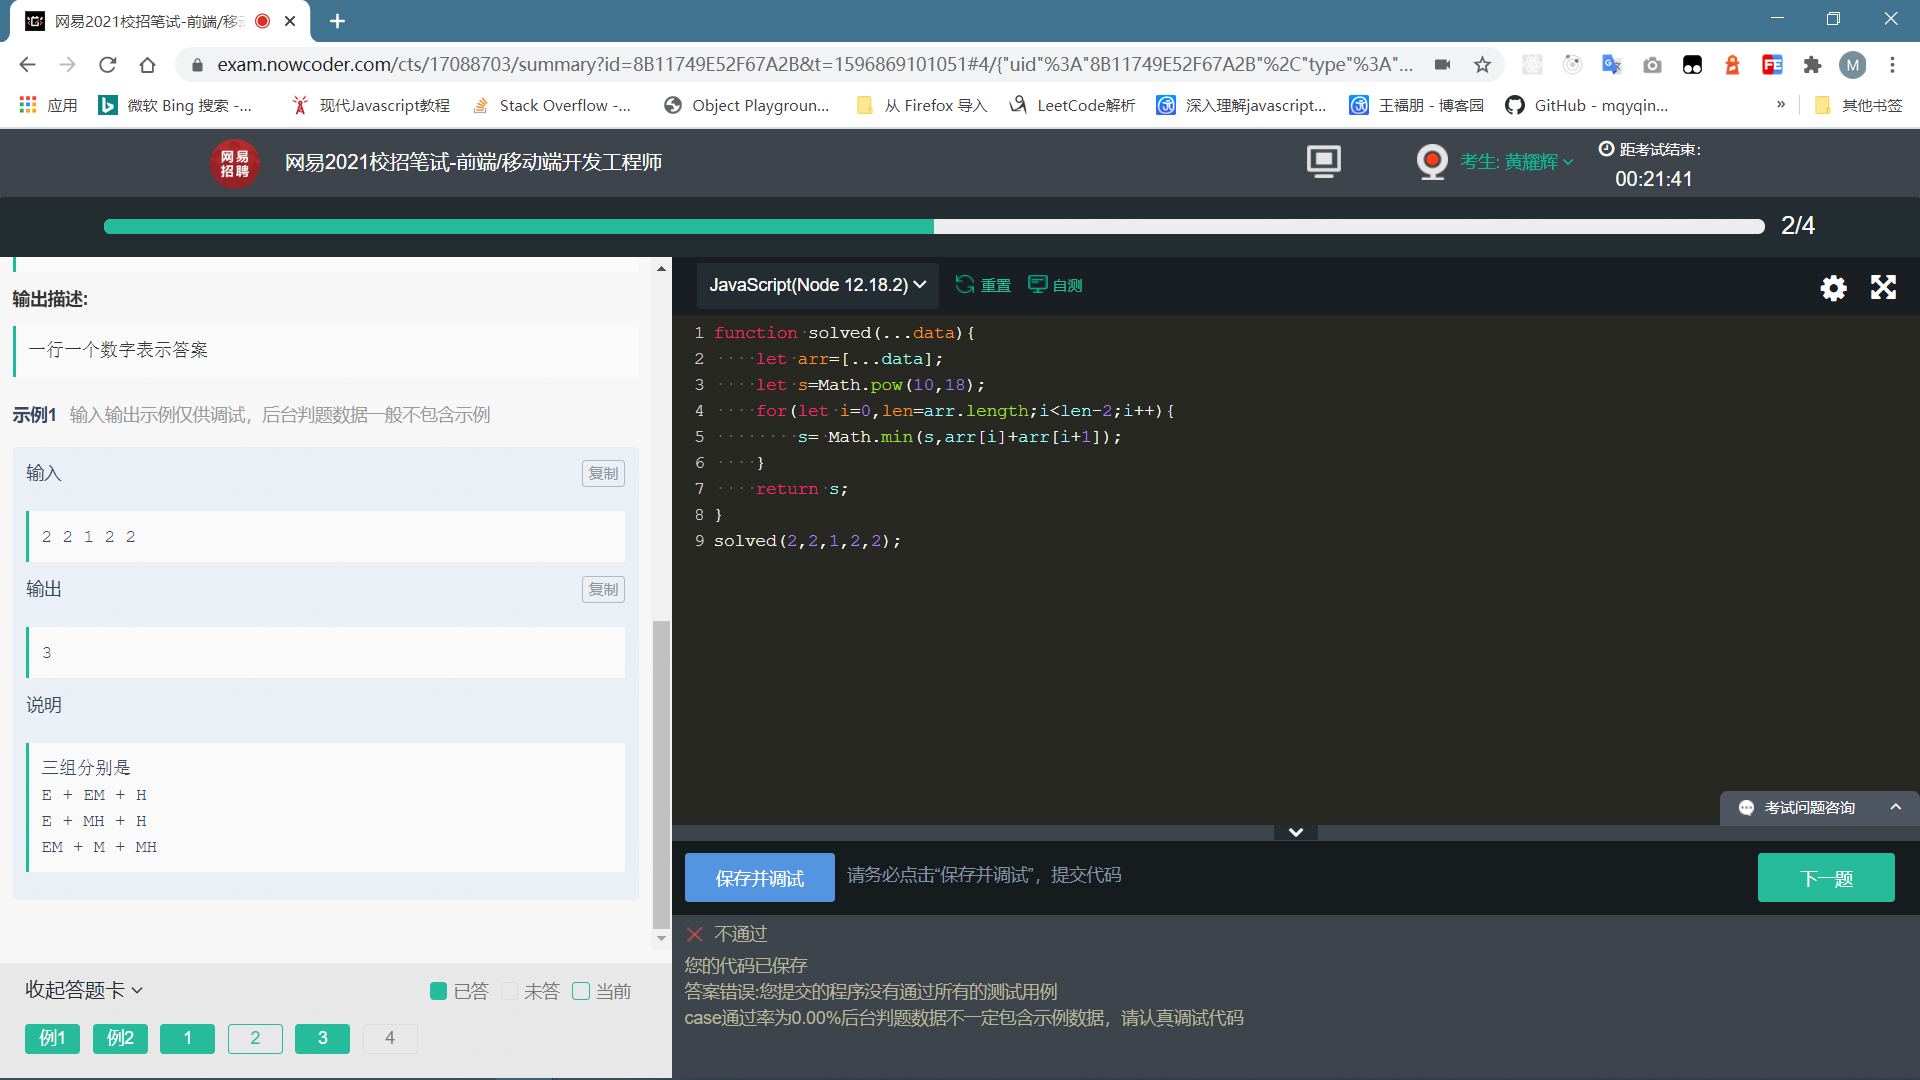 网易2021校招笔试-前端/移动
exam.nowcoder.com/cts/17088703/summary?id=8B11749E52F67A2B&t=1596869101051#4/{"uid"%3A"8B11749E52F67A2B"%2C"type"%3A"...
M
应用
微软 Bing 搜索 -...
现代Javascript教程
Stack Overflow -...
Object Playgroun...
从 Firefox 导入
LeetCode解析
深入理解javascript...
王福朋 - 博客园
GitHub - mqyqin...
»
其他书签
网易
招聘
网易2021校招笔试-前端/移动端开发工程师
考生: 黄耀辉
距考试结束:
00:21:41
2/4
输出描述:
一行一个数字表示答案
示例1 输入输出示例仅供调试，后台判题数据一般不包含示例
输入
复制
2 2 1 2 2
输出
复制
3
说明
三组分别是
E + EM + H
E + MH + H
EM + M + MH
收起答题卡
已答
未答
当前
例1
例2
1
2
3
4
JavaScript(Node 12.18.2)
重置
自测
1 function solved(...data){
2 let arr=[...data];
3 let s=Math.pow(10,18);
4 for(let i=0,len=arr.length;i<len-2;i++){
5 s= Math.min(s,arr[i]+arr[i+1]);
6 }
7 return s;
8 }
9 solved(2,2,1,2,2);
考试问题咨询
保存并调试
请务必点击“保存并调试”，提交代码
下一题
不通过
您的代码已保存
答案错误:您提交的程序没有通过所有的测试用例
case通过率为0.00%后台判题数据不一定包含示例数据，请认真调试代码